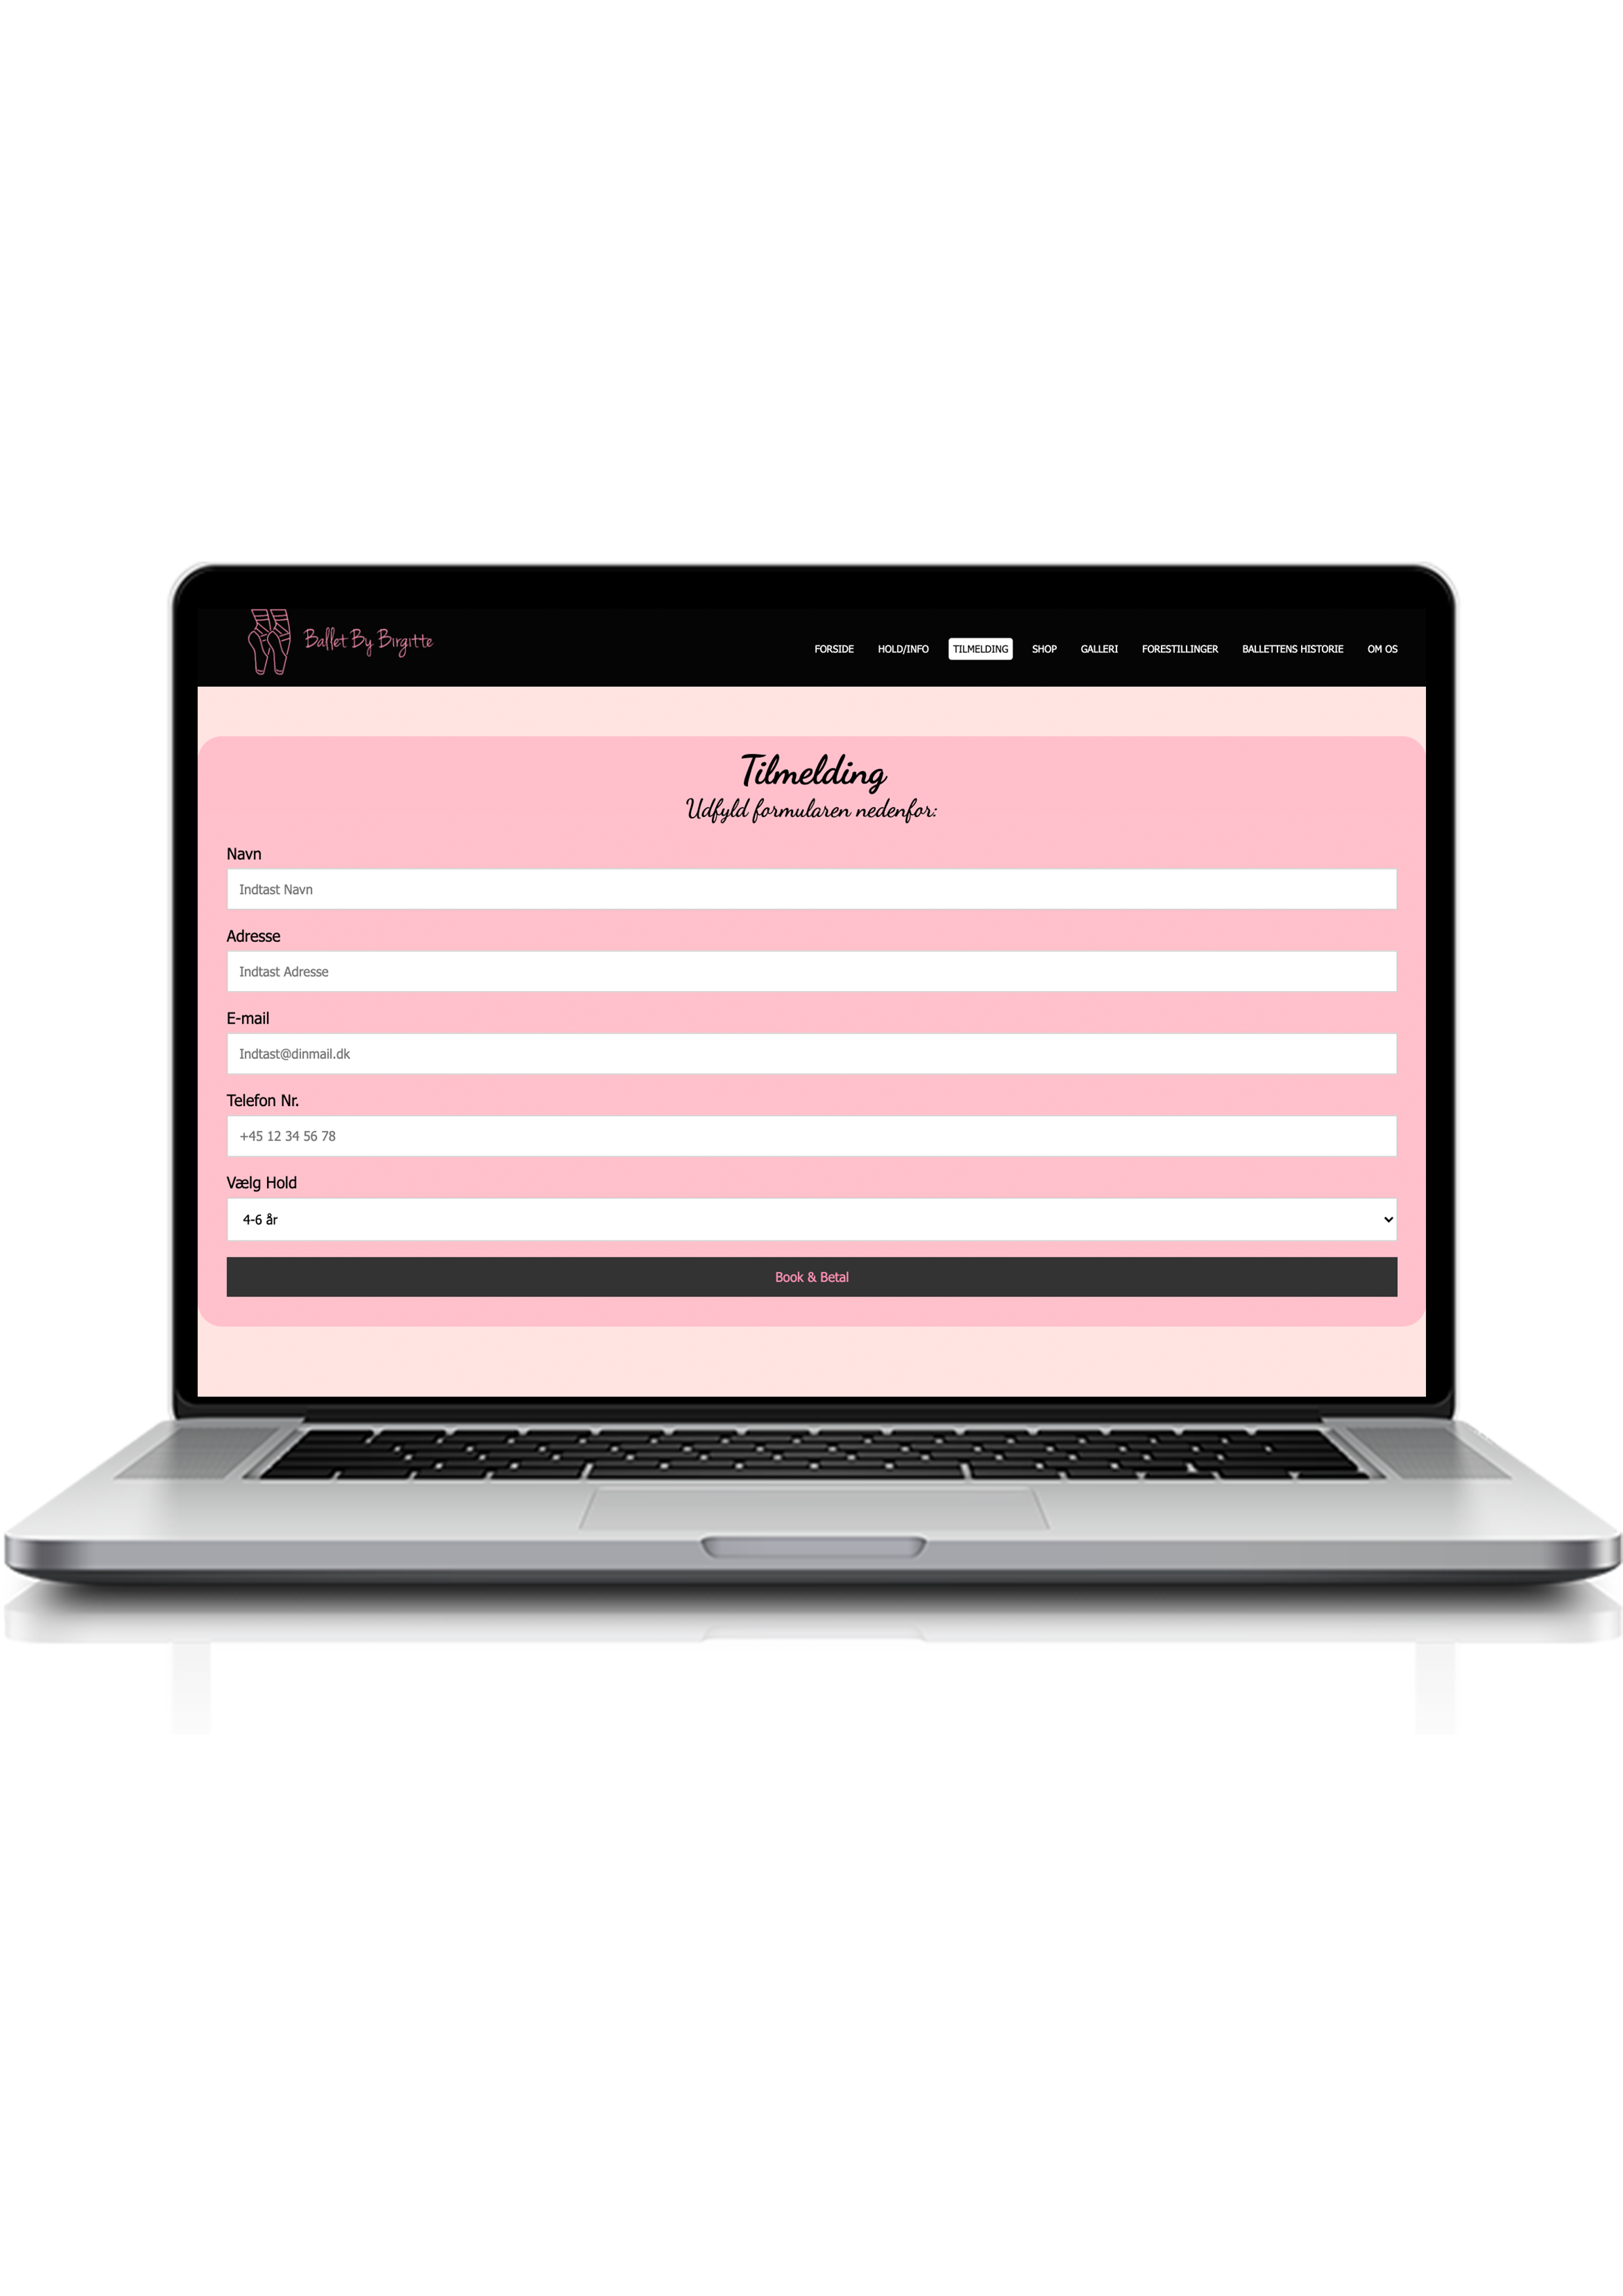 Ballet By Birgitte
FORSIDE HOLD/INFO TILMELDING SHOP GALLERI FORESTILLINGER BALLETTENS HISTORIE OM OS
Tilmelding
Udfyld formularen nedenfor:
Navn
Indtast Navn
Adresse
Indtast Adresse
E-mail
Indtast@dinmail.dk
Telefon Nr.
+45 12 34 56 78
Vælg Hold
4-6 år
Book & Betal